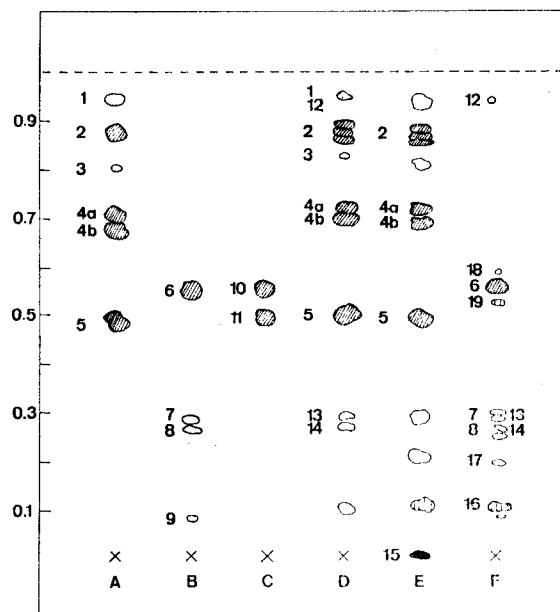 1 1 12
12
0.9
2 2 2
3 3
4a 4a 4a
0.7
4b 4b 4b
18
6 10 6
19
0.5 5 11 5 5
0.3 7 13 7 13
8 14 8 14
17
0.1 9 16
15
× × × × ×
A B C D E F